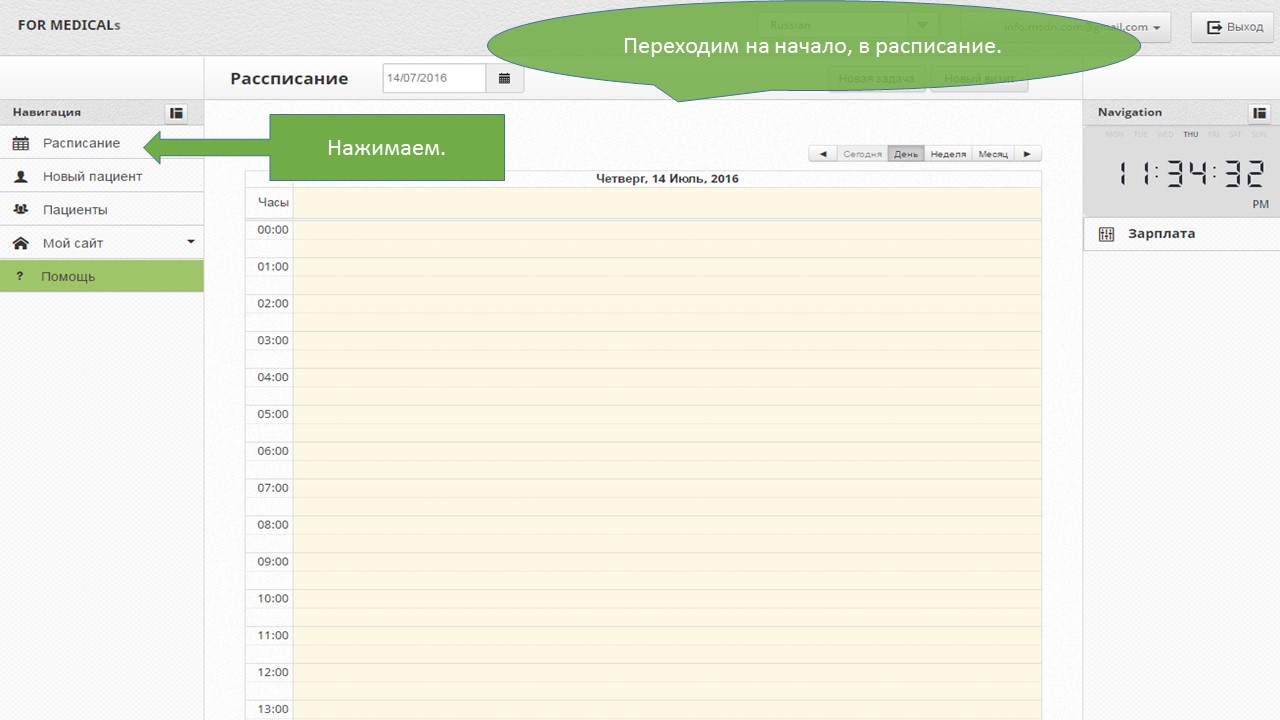 FOR MEDICALs
Russian
info.msdn.com@gmail.com
Выход
Переходим на начало, в расписание.
Рассписание
14/07/2016
Новая задача
Новый визит
Навигация
Расписание
Новый пациент
Пациенты
Мой сайт
? Помощь
Нажимаем.
Сегодня
День
Неделя
Месяц
Четверг, 14 Июль, 2016
Часы
00:00
01:00
02:00
03:00
04:00
05:00
06:00
07:00
08:00
09:00
10:00
11:00
12:00
13:00
Navigation
MON TUE WED THU FRI SAT SUN
11:34:32
PM
Зарплата